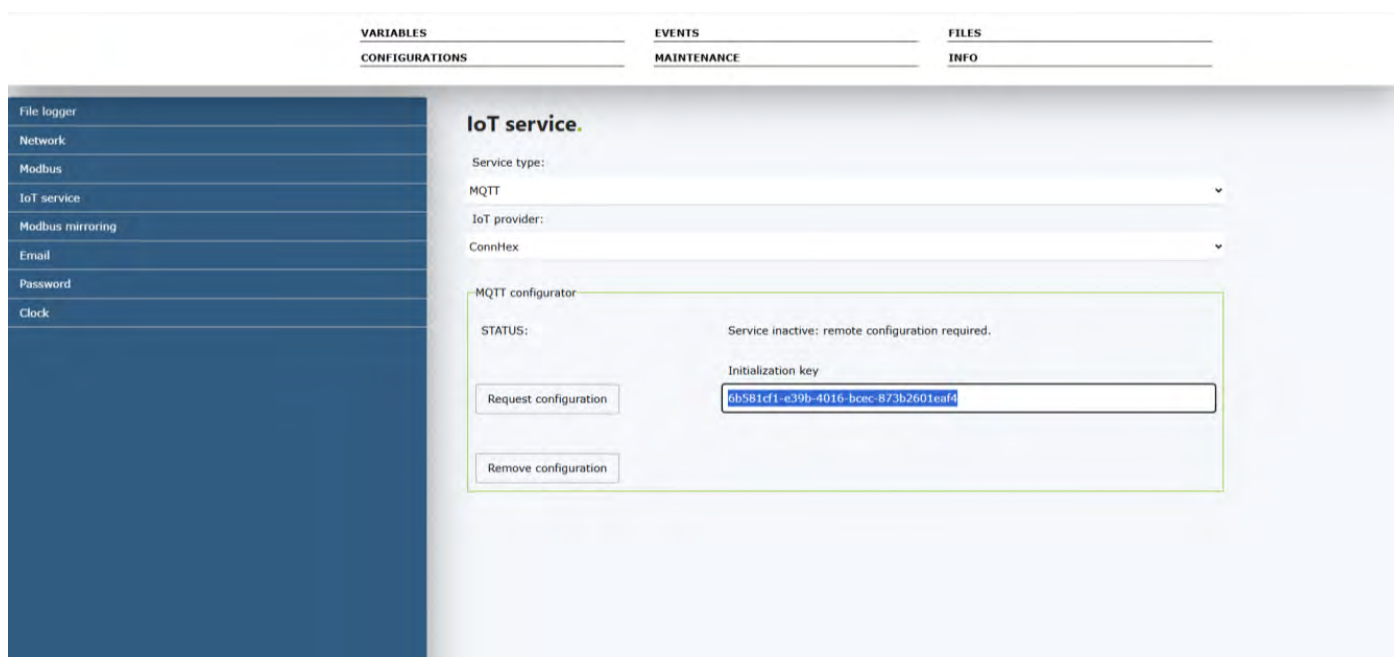 VARIABLES EVENTS FILES
CONFIGURATIONS MAINTENANCE INFO
File logger
Network
Modbus
IoT service
Modbus mirroring
Email
Password
Clock
IoT service.
Service type:
MQTT
IoT provider:
ConnHex
MQTT configurator
STATUS: Service inactive: remote configuration required.
Initialization key
Request configuration 6b581cf1-e39b-4016-bcec-873b2601eaf4
Remove configuration